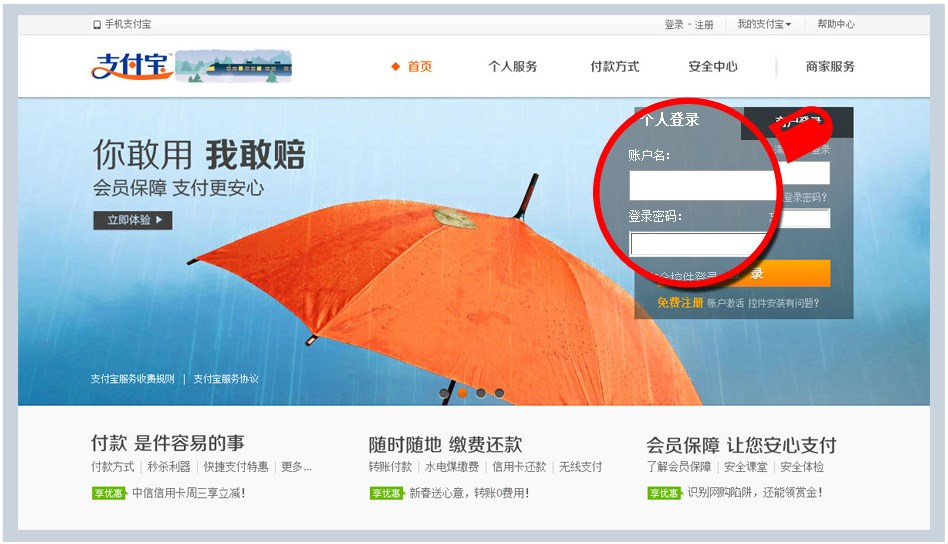 手机支付宝
登录 - 注册 我的支付宝 帮助中心
支付宝
首页 个人服务 付款方式 安全中心 商家服务
你敢用 我敢赔
会员保障 支付更安心
立即体验
个人登录
账户名：
登录密码：
登录密码？
免费注册 账户激活 控件安装有问题？
支付宝服务收费规则 | 支付宝服务协议
付款 是件容易的事
付款方式 | 秒杀利器 | 快捷支付特惠 | 更多...
享优惠 中信信用卡周三享立减！
随时随地 缴费还款
转账付款 | 水电煤缴费 | 信用卡还款 | 无线支付
享优惠 新春送心意，转账0费用！
会员保障 让您安心支付
了解会员保障 | 安全课堂 | 安全体检
享优惠 识别网购陷阱，还能领赏金！